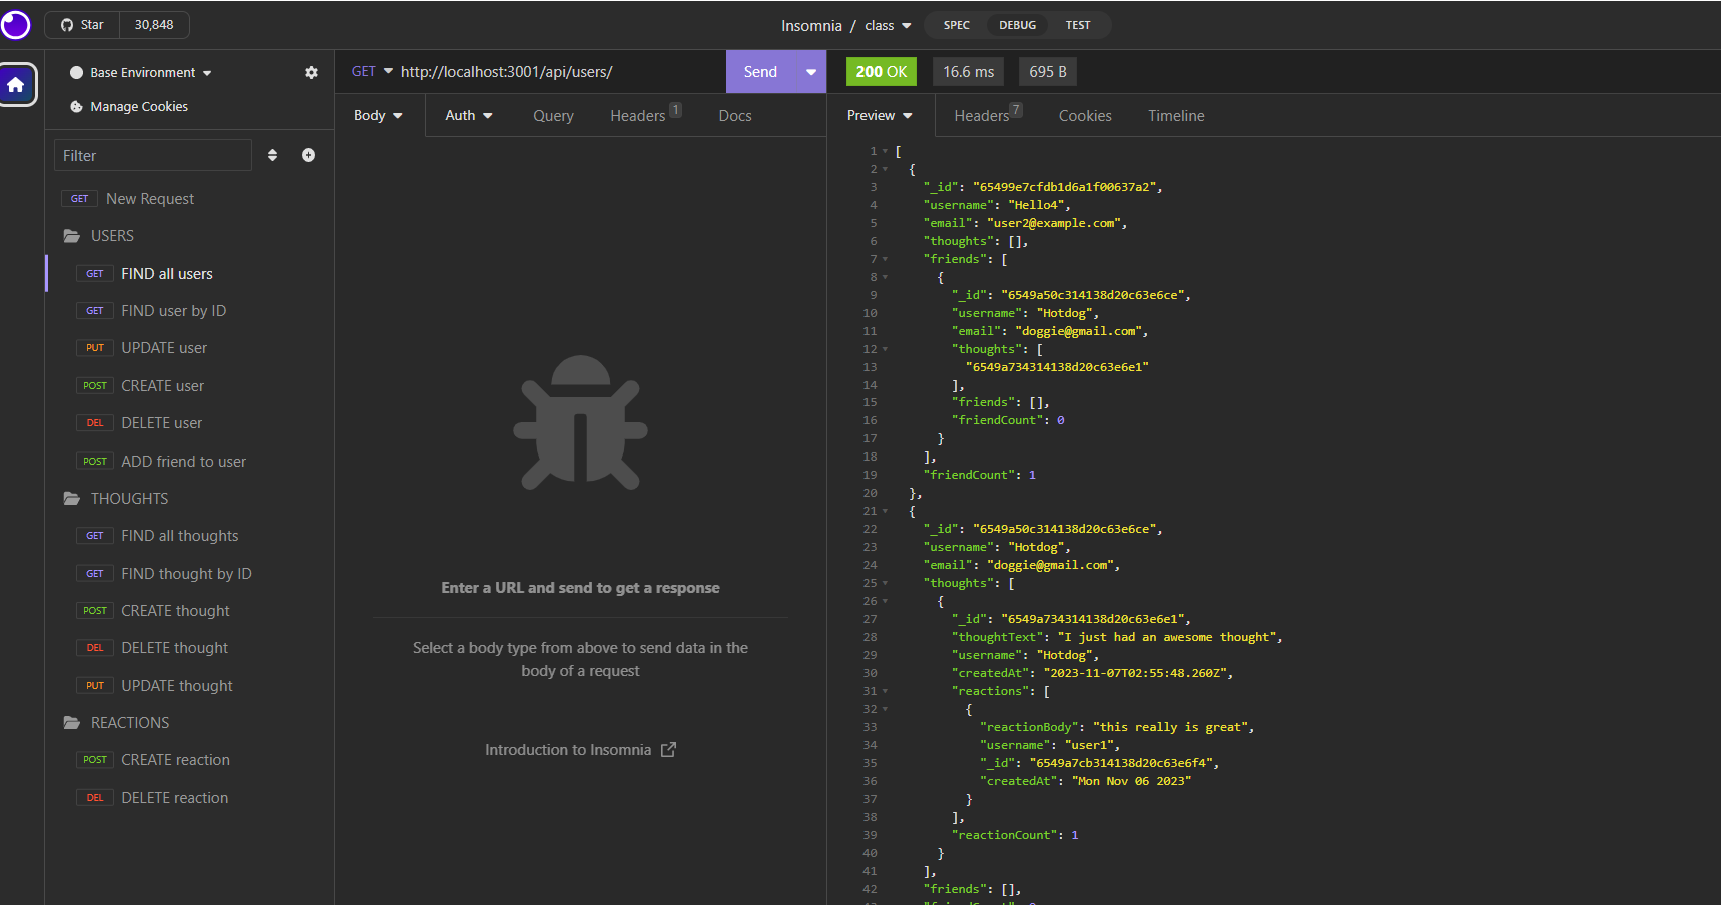 Star 30,848
Insomnia / class
SPEC DEBUG TEST
Base Environment
Manage Cookies
Filter
GET New Request
USERS
GET FIND all users
GET FIND user by ID
PUT UPDATE user
POST CREATE user
DEL DELETE user
POST ADD friend to user
THOUGHTS
GET FIND all thoughts
GET FIND thought by ID
POST CREATE thought
DEL DELETE thought
PUT UPDATE thought
REACTIONS
POST CREATE reaction
DEL DELETE reaction
GET http://localhost:3001/api/users/ Send
Body Auth Query Headers 1 Docs
Enter a URL and send to get a response
Select a body type from above to send data in the
body of a request
Introduction to Insomnia
200 OK 16.6 ms 695 B
Preview Headers 7 Cookies Timeline
1 [
2 {
3 "_id": "65499e7cfdb1d6a1f00637a2",
4 "username": "Hello4",
5 "email": "user2@example.com",
6 "thoughts": [],
7 "friends": [
8 {
9 "_id": "6549a50c314138d20c63e6ce",
10 "username": "Hotdog",
11 "email": "doggie@gmail.com",
12 "thoughts": [
13 "6549a734314138d20c63e6e1"
14 ],
15 "friends": [],
16 "friendCount": 0
17 }
18 ],
19 "friendCount": 1
20 },
21 {
22 "_id": "6549a50c314138d20c63e6ce",
23 "username": "Hotdog",
24 "email": "doggie@gmail.com",
25 "thoughts": [
26 {
27 "_id": "6549a734314138d20c63e6e1",
28 "thoughtText": "I just had an awesome thought",
29 "username": "Hotdog",
30 "createdAt": "2023-11-07T02:55:48.260Z",
31 "reactions": [
32 {
33 "reactionBody": "this really is great",
34 "username": "user1",
35 "_id": "6549a7cb314138d20c63e6f4",
36 "createdAt": "Mon Nov 06 2023"
37 }
38 ],
39 "reactionCount": 1
40 }
41 ],
42 "friends": [],